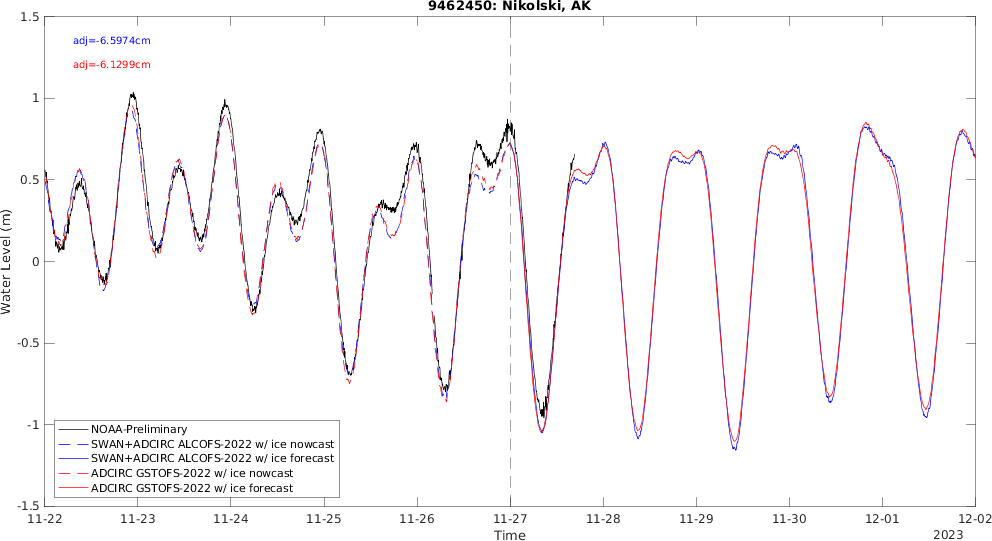 9462450: Nikolski, AK
adj=-6.5974cm
adj=-6.1299cm
Water Level (m)
1.5
1
0.5
0
-0.5
-1
-1.5
NOAA-Preliminary
SWAN+ADCIRC ALCOFS-2022 w/ ice nowcast
SWAN+ADCIRC ALCOFS-2022 w/ ice forecast
ADCIRC GSTOFS-2022 w/ ice nowcast
ADCIRC GSTOFS-2022 w/ ice forecast
11-22 11-23 11-24 11-25 11-26 11-27 11-28 11-29 11-30 12-01 12-02
Time
2023